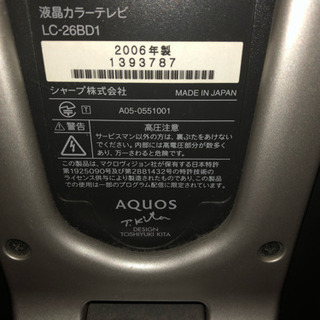 液晶カラーテレビ
LC-26BD1
2006年製
1393787
シャープ株式会社 MADE IN JAPAN
A05-0551001
警告 高圧注意
サービスマン以外の方は、裏ぶたをあけないで
ください。内部には高電圧部分が数多く
あり、万一さわると危険です。
この製品は、マクロヴィジョン社が保有する日本特許
第1925090号及び第2881432号の特許技術の
ライセンス供与により製造されたものであり、この製品
での使用は一部のプログラム配信に限定されています。
AQUOS
T. Kita
DESIGN
TOSHIYUKI KITA